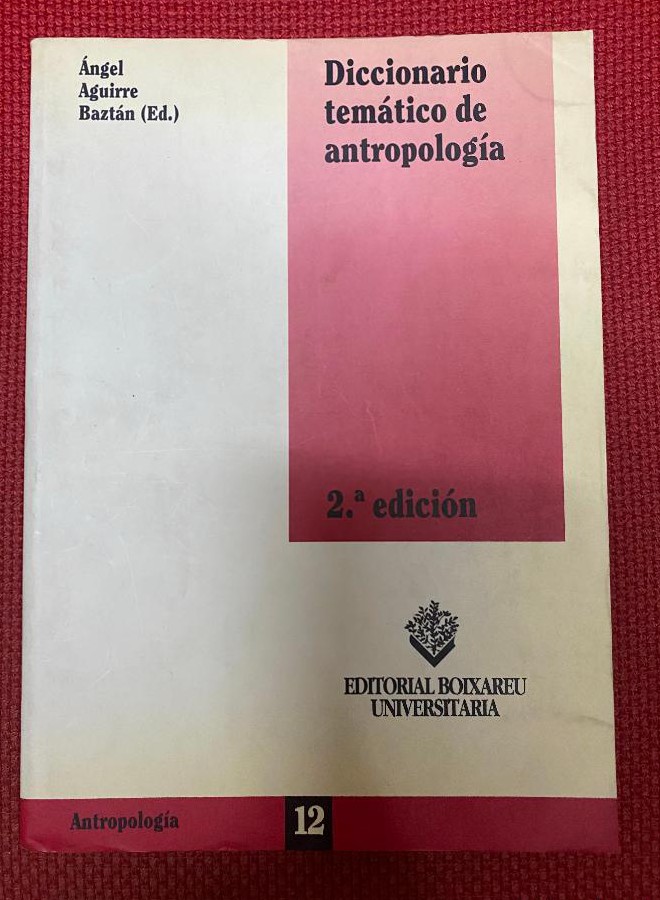 Ángel
Aguirre
Baztán (Ed.)
Diccionario
temático de
antropología
2.ª edición
EDITORIAL BOIXAREU
UNIVERSITARIA
Antropología
12